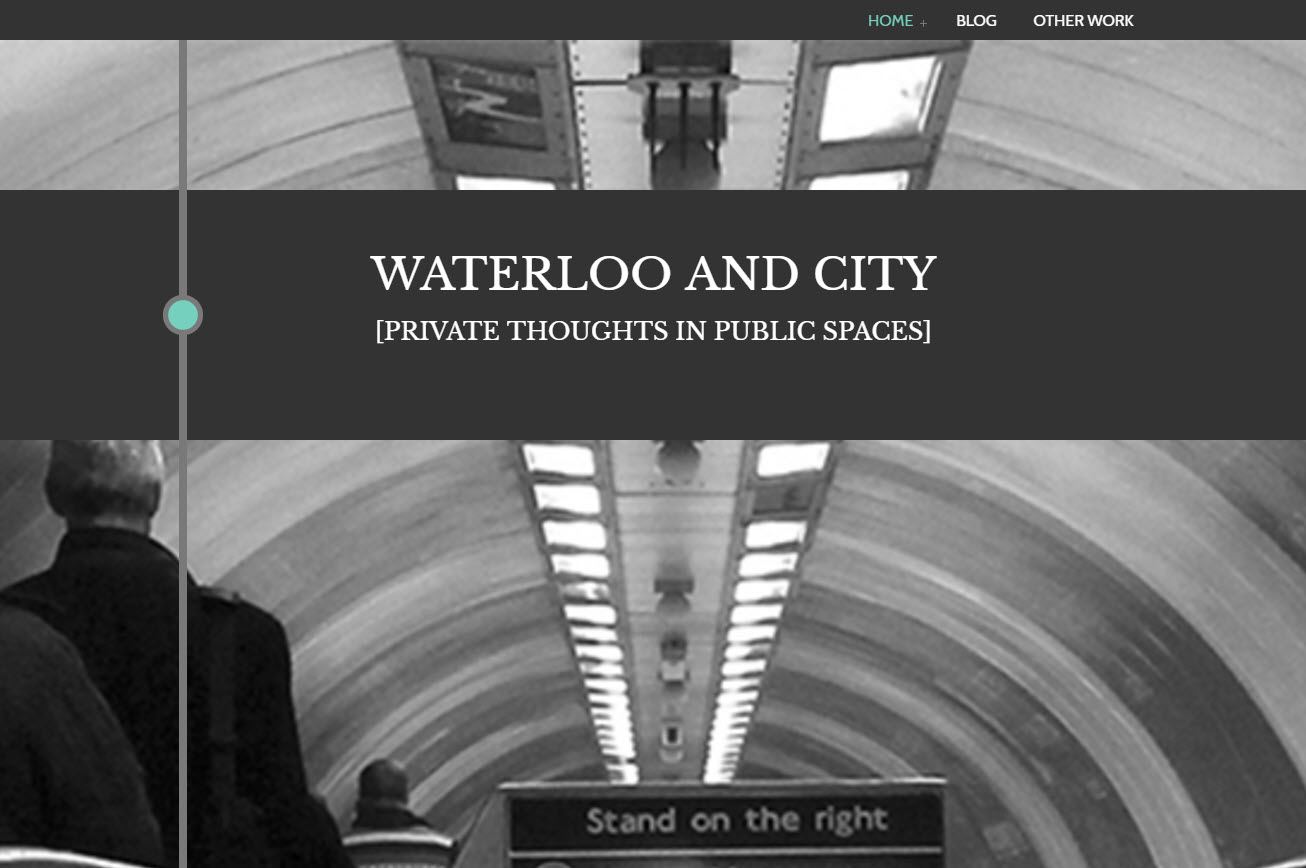 HOME + BLOG OTHER WORK
WATERLOO AND CITY
[PRIVATE THOUGHTS IN PUBLIC SPACES]
Stand on the right